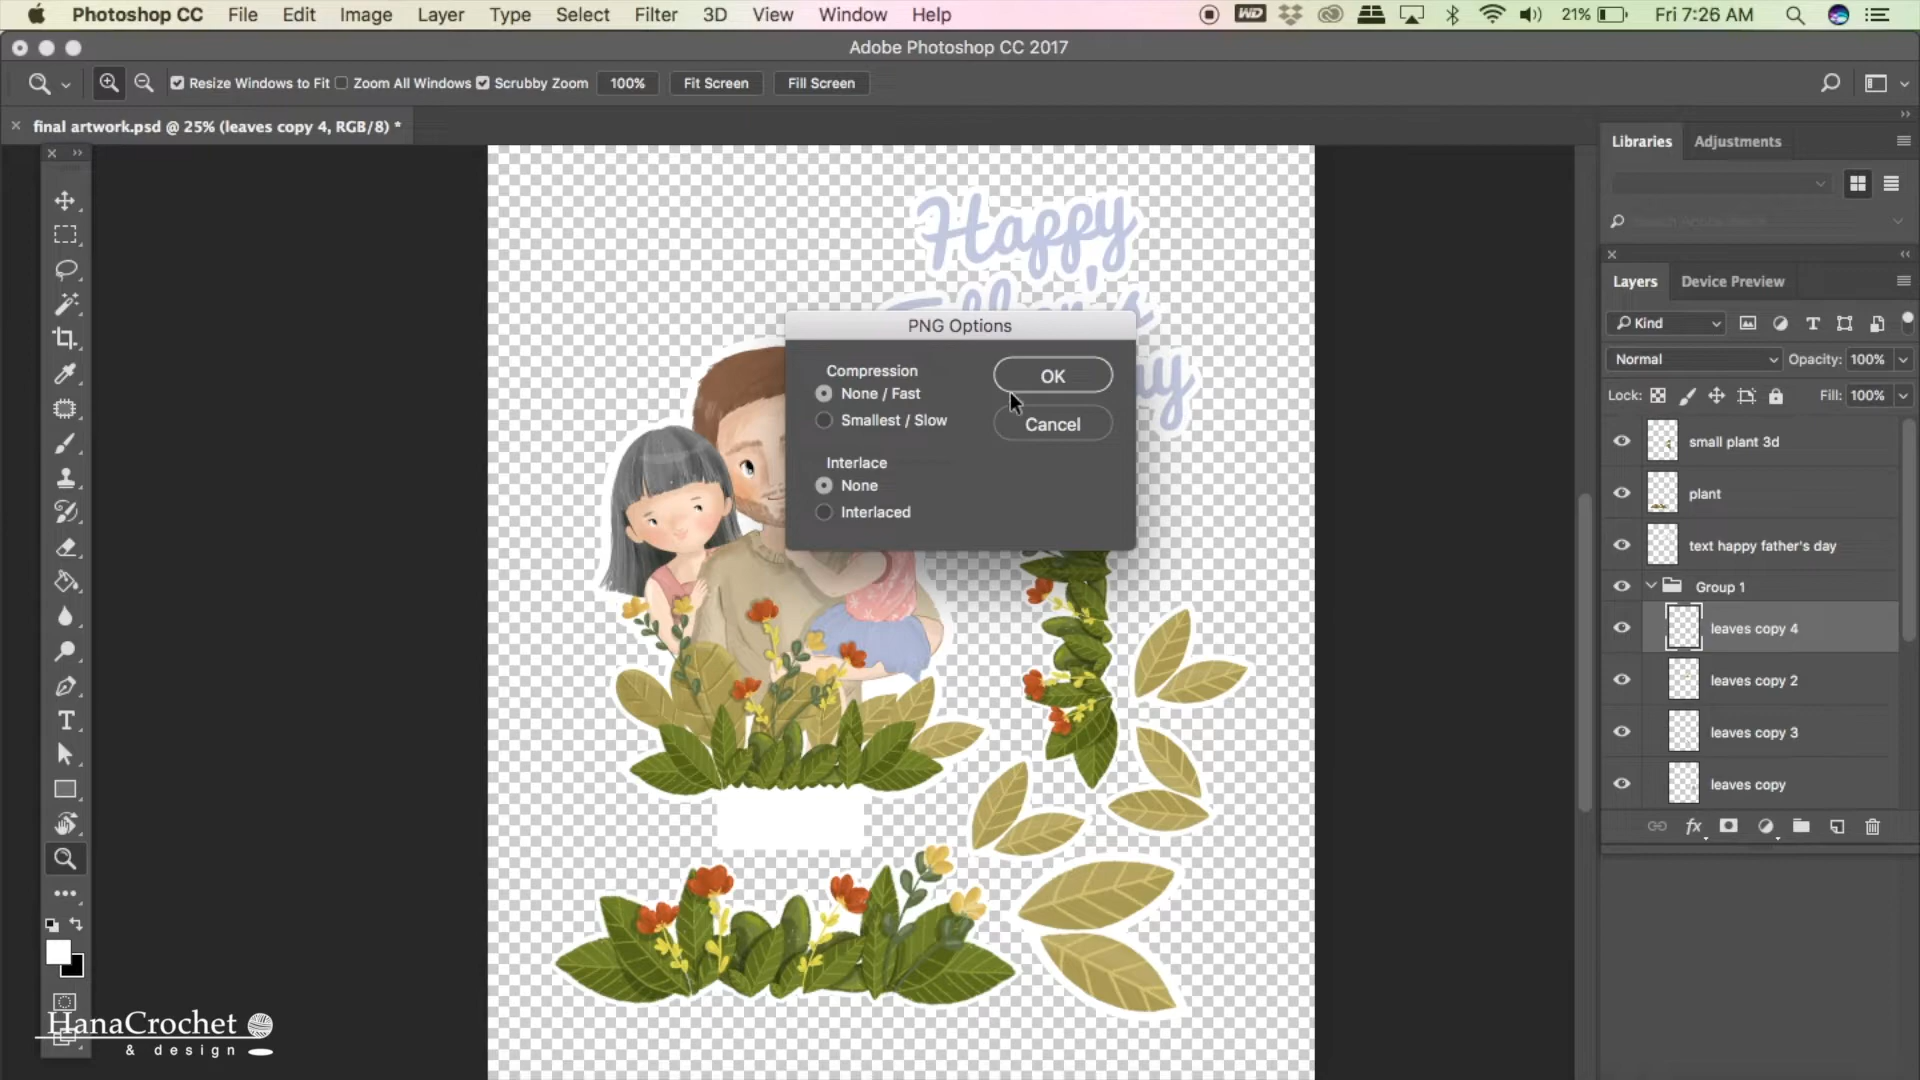 Photoshop CC File Edit Image Layer Type Select Filter 3D View Window Help WD 21% Fri 7:26 AM
Adobe Photoshop CC 2017
Resize Windows to Fit Zoom All Windows Scrubby Zoom 100% Fit Screen Fill Screen
final artwork.psd @ 25% (leaves copy 4, RGB/8) *
Libraries Adjustments
Layers Device Preview
Kind
Normal Opacity: 100%
Lock: Fill: 100%
small plant 3d
plant
text happy father's day
Group 1
leaves copy 4
leaves copy 2
leaves copy 3
leaves copy
fx
Happy
PNG Options
Compression
None / Fast
Smallest / Slow
Interlace
None
Interlaced
OK
Cancel
HanaCrochet
& design